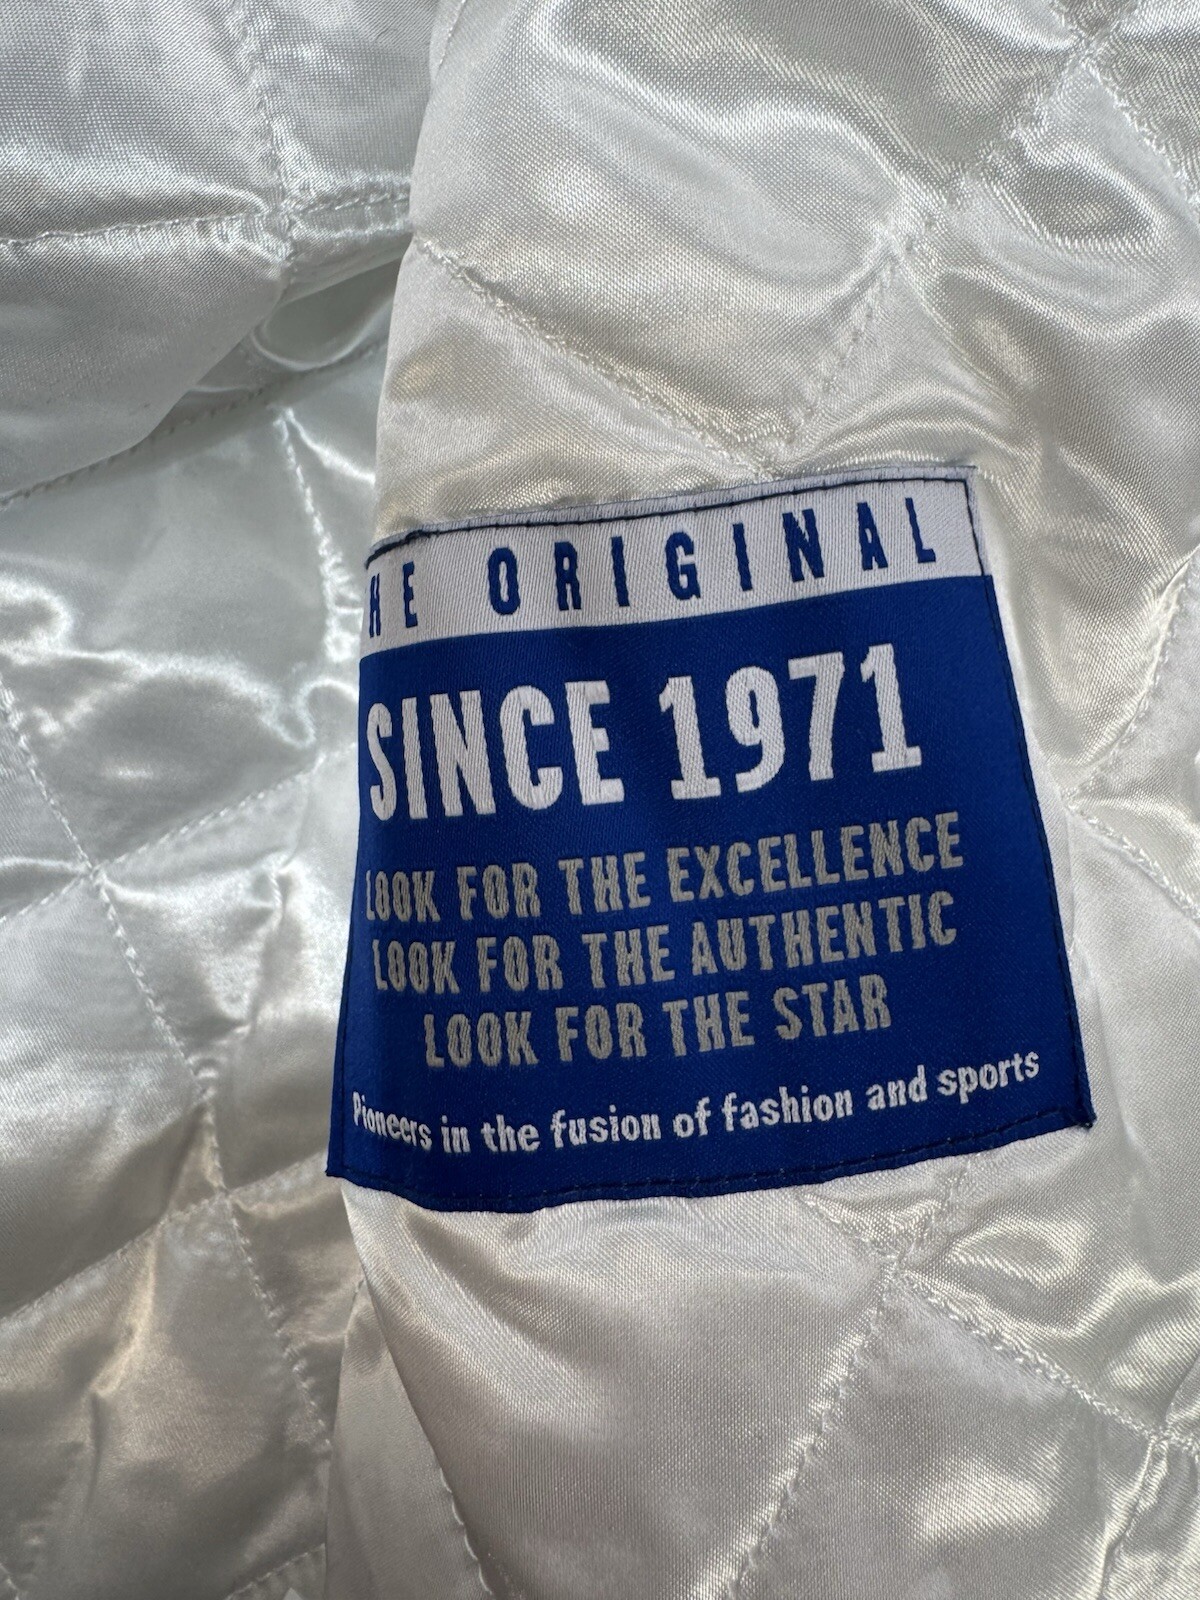 HE ORIGINAL
SINCE 1971
LOOK FOR THE EXCELLENCE
LOOK FOR THE AUTHENTIC
LOOK FOR THE STAR
Pioneers in the fusion of fashion and sports